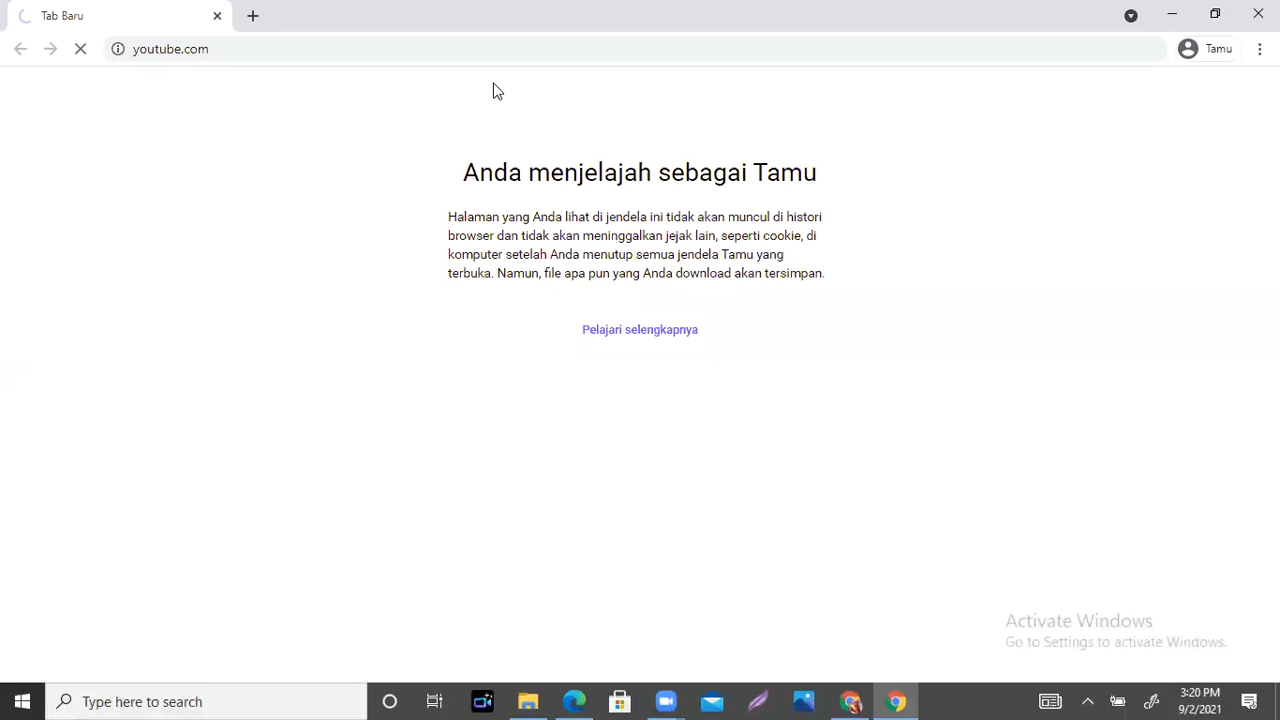 Tab Baru
youtube.com
Tamu
Anda menjelajah sebagai Tamu
Halaman yang Anda lihat di jendela ini tidak akan muncul di histori
browser dan tidak akan meninggalkan jejak lain, seperti cookie, di
komputer setelah Anda menutup semua jendela Tamu yang
terbuka. Namun, file apa pun yang Anda download akan tersimpan.
Pelajari selengkapnya
Activate Windows
Go to Settings to activate Windows.
Type here to search
3:20 PM
9/2/2021